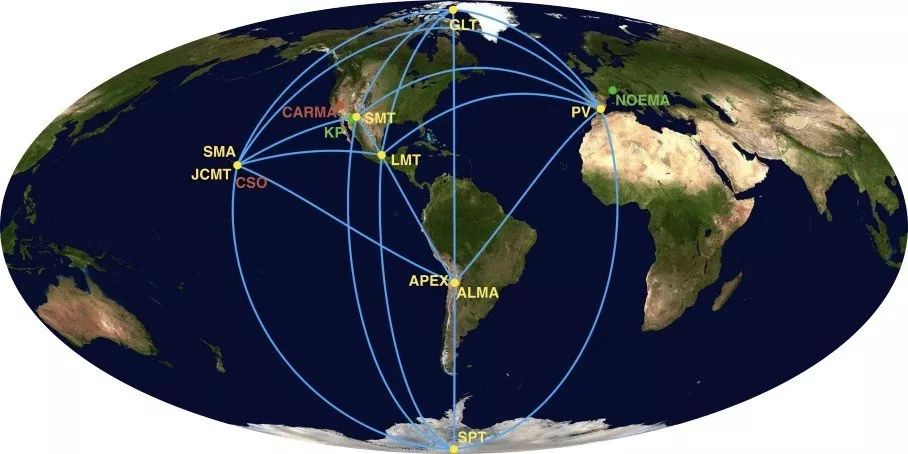 GLT
NOEMA
CARMA
PV
SMT
KP
SMA
LMT
JCMT
CSO
APEX
ALMA
SPT